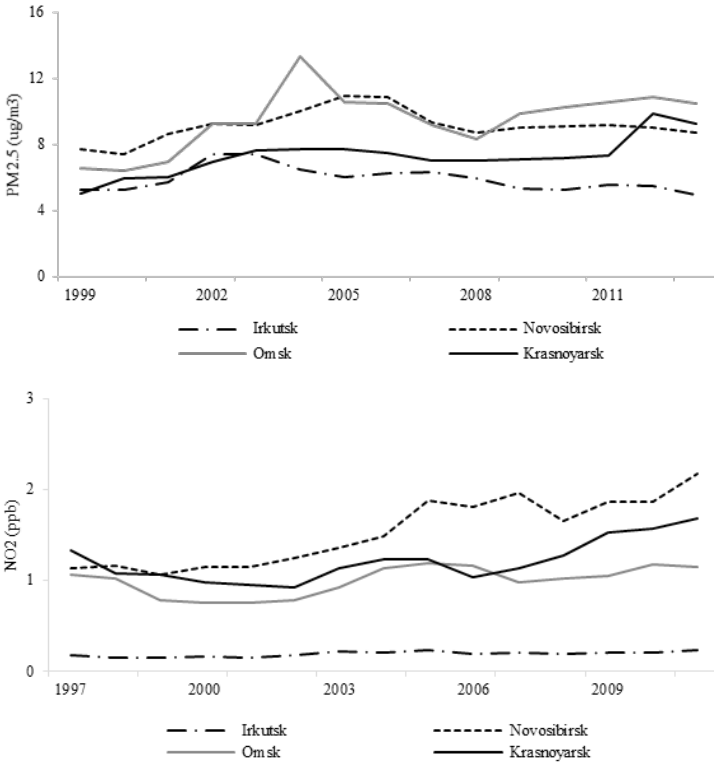 16
12
8
4
0
PM2.5 (ug/m3)
1999 2002 2005 2008 2011
Irkutsk Novosibirsk
Omsk Krasnoyarsk
3
2
1
0
NO2 (ppb)
1997 2000 2003 2006 2009
Irkutsk Novosibirsk
Omsk Krasnoyarsk